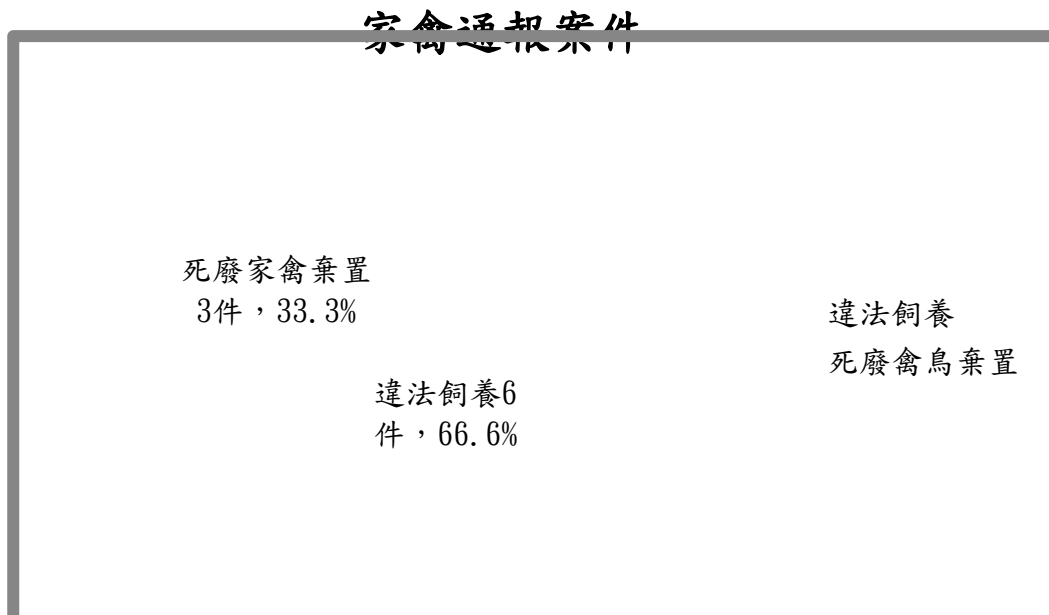 家禽通報案件
死廢家禽棄置
3件，33.3%
違法飼養6
件，66.6%
違法飼養
死廢禽鳥棄置